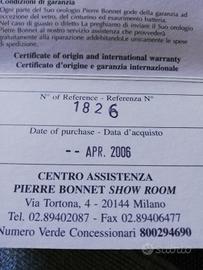 Condizioni di garanzia
Ogni parte del Suo orologio Pierre Bonnet gode della garanzia ad
eccezione del vetro, del cinturino ed esaurimento batteria.
Nel caso di guasto o difetto La preghiamo di inviare il Suo orologio
Pierre Bonnet al nostro servizio assistenza che provvederà
gratuitamente alla riparazione addebitandoLe unicamente le spese
di spedizione.
Certificate of origin and international warranty
Certificato d'origine e garanzia internazionale
N° of Reference - Referenza N°
1826
Date of purchase - Data d'acquisto
-- APR. 2006
CENTRO ASSISTENZA
PIERRE BONNET SHOW ROOM
Via Tortona, 4 - 20144 Milano
Tel. 02.89402087 - Fax 02.89406477
Numero Verde Concessionari 800294690
subito